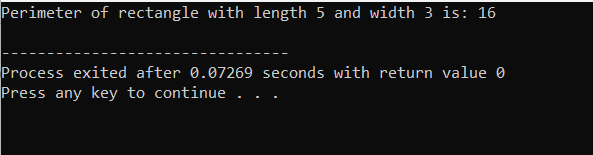 Perimeter of rectangle with length 5 and width 3 is: 16
--------------------------------
Process exited after 0.07269 seconds with return value 0
Press any key to continue . . .